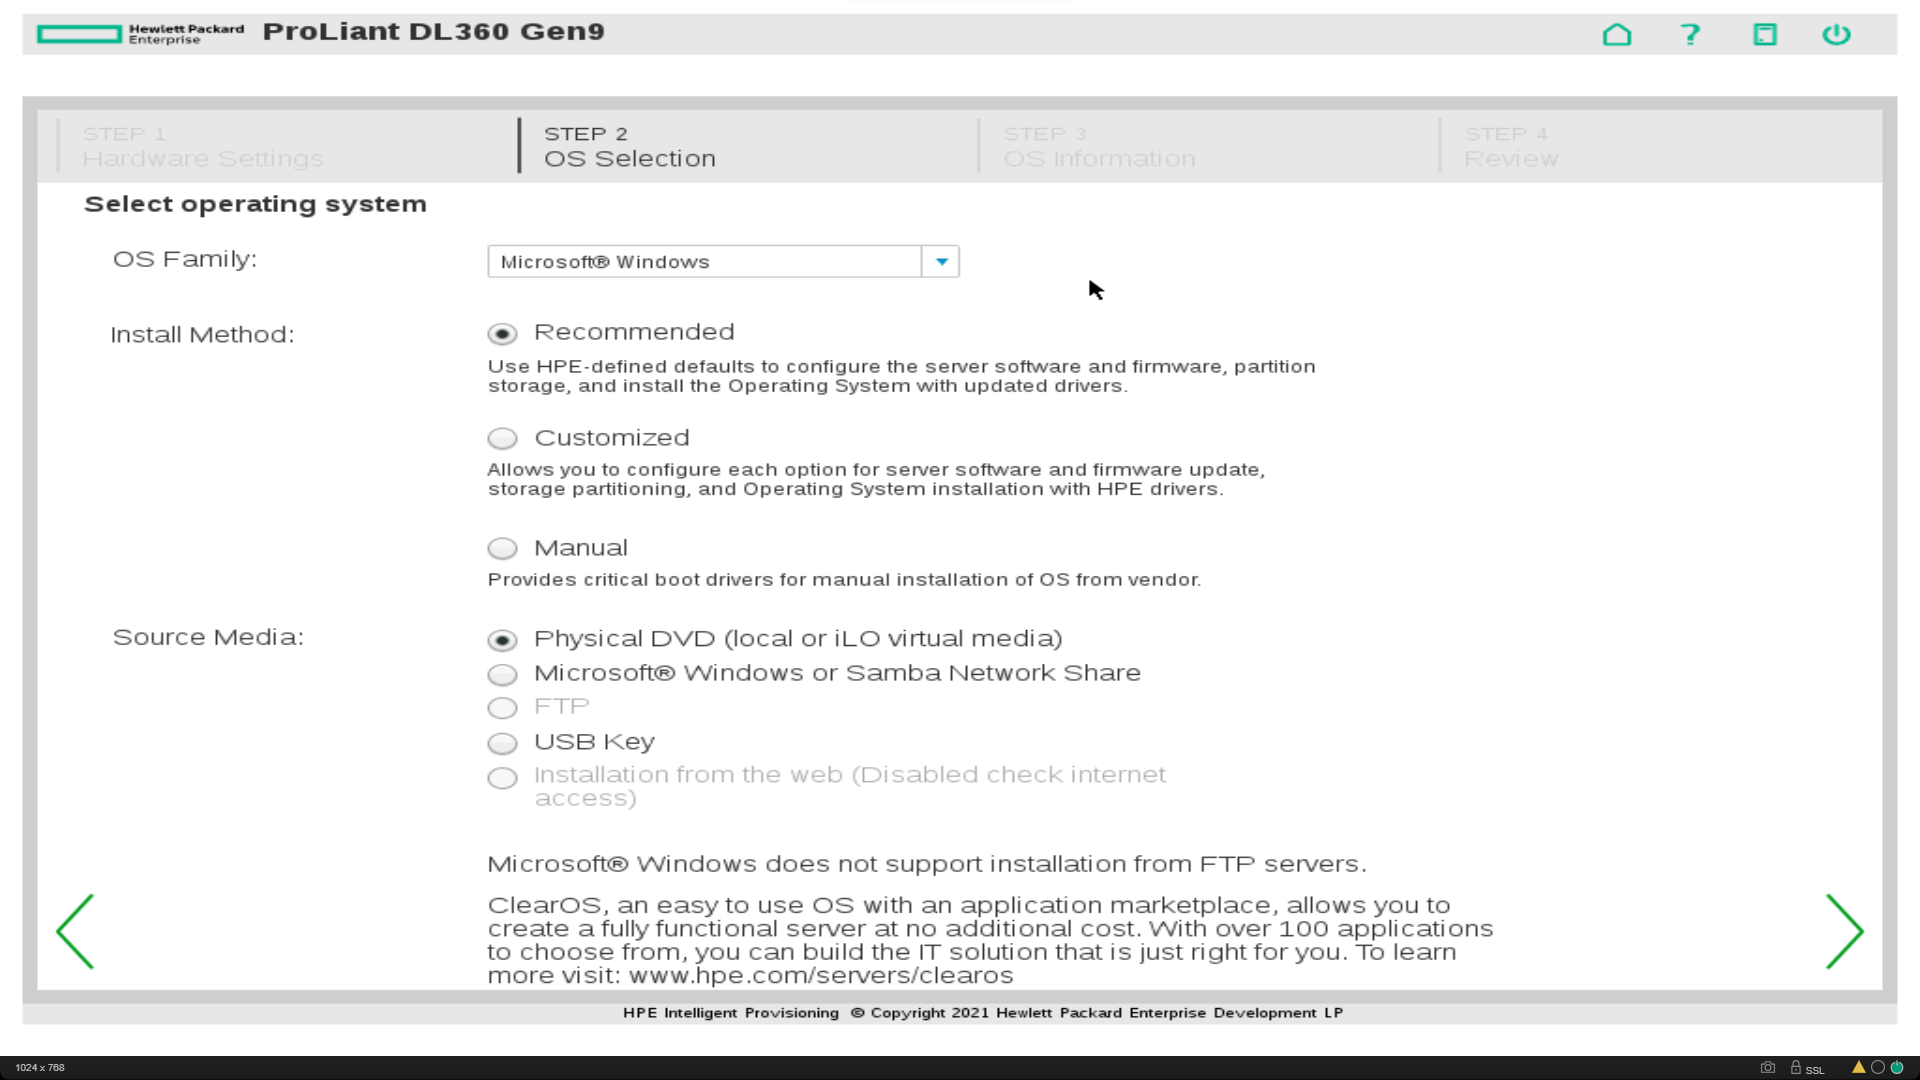 Hewlett Packard
Enterprise
ProLiant DL360 Gen9
STEP 1
Hardware Settings
STEP 2
OS Selection
STEP 3
OS Information
STEP 4
Review
Select operating system
OS Family:
Microsoft® Windows
Install Method:
Recommended
Use HPE-defined defaults to configure the server software and firmware, partition
storage, and install the Operating System with updated drivers.
Customized
Allows you to configure each option for server software and firmware update,
storage partitioning, and Operating System installation with HPE drivers.
Manual
Provides critical boot drivers for manual installation of OS from vendor.
Source Media:
Physical DVD (local or iLO virtual media)
Microsoft® Windows or Samba Network Share
FTP
USB Key
Installation from the web (Disabled check internet
access)
Microsoft® Windows does not support installation from FTP servers.
ClearOS, an easy to use OS with an application marketplace, allows you to
create a fully functional server at no additional cost. With over 100 applications
to choose from, you can build the IT solution that is just right for you. To learn
more visit: www.hpe.com/servers/clearos
HPE Intelligent Provisioning © Copyright 2021 Hewlett Packard Enterprise Development LP
1024 x 768
SSL